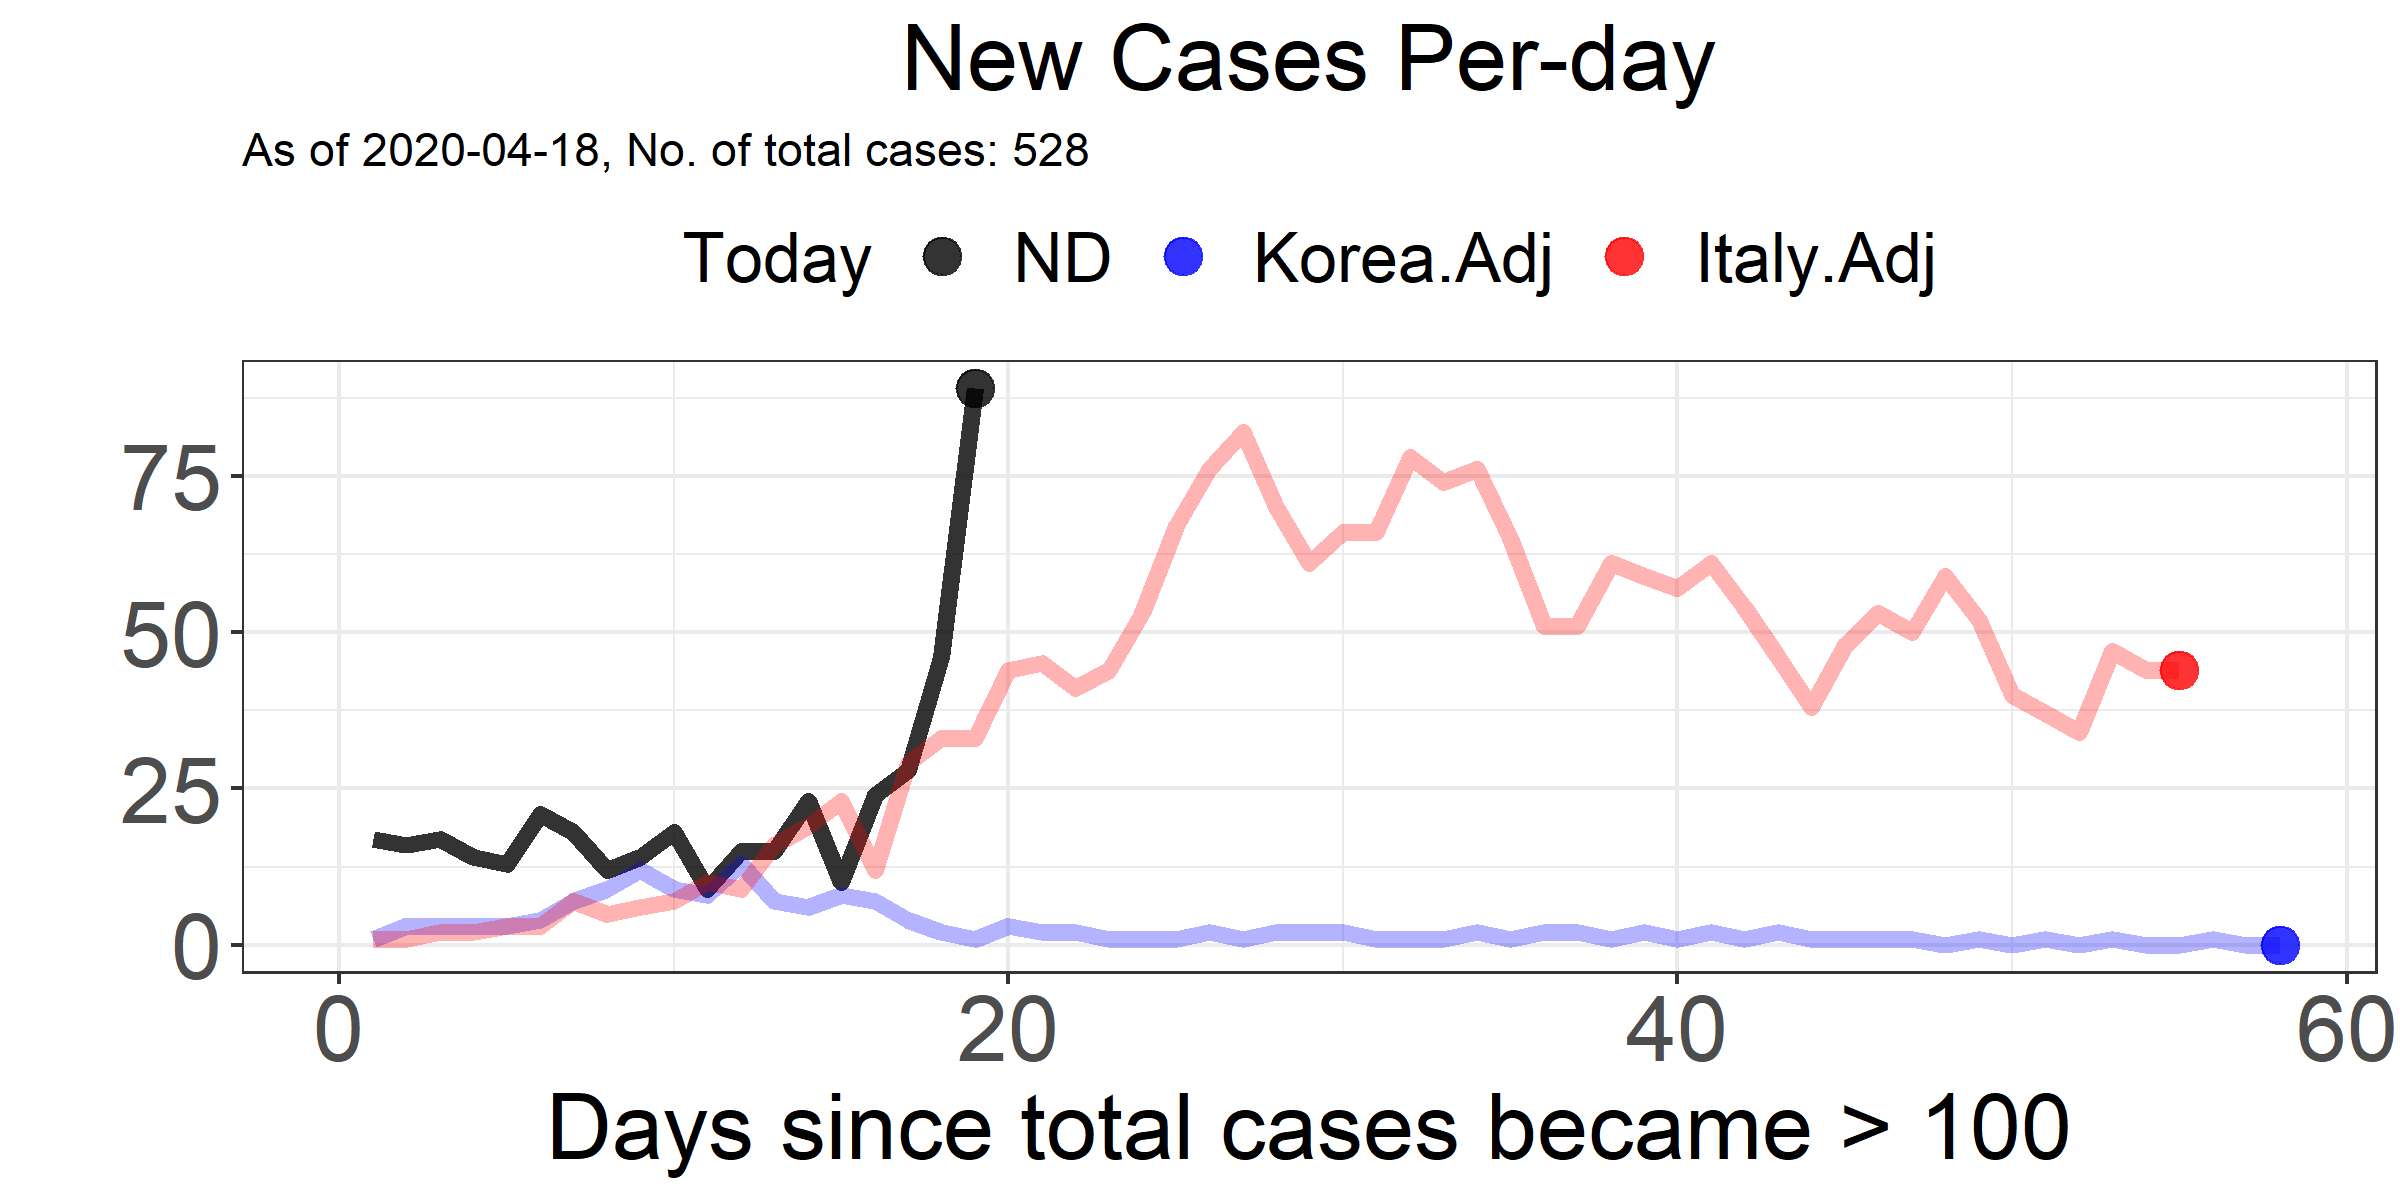 New Cases Per-day
As of 2020-04-18, No. of total cases: 528
Today ND Korea.Adj Italy.Adj
75
50
25
0
0 20 40 60
Days since total cases became > 100